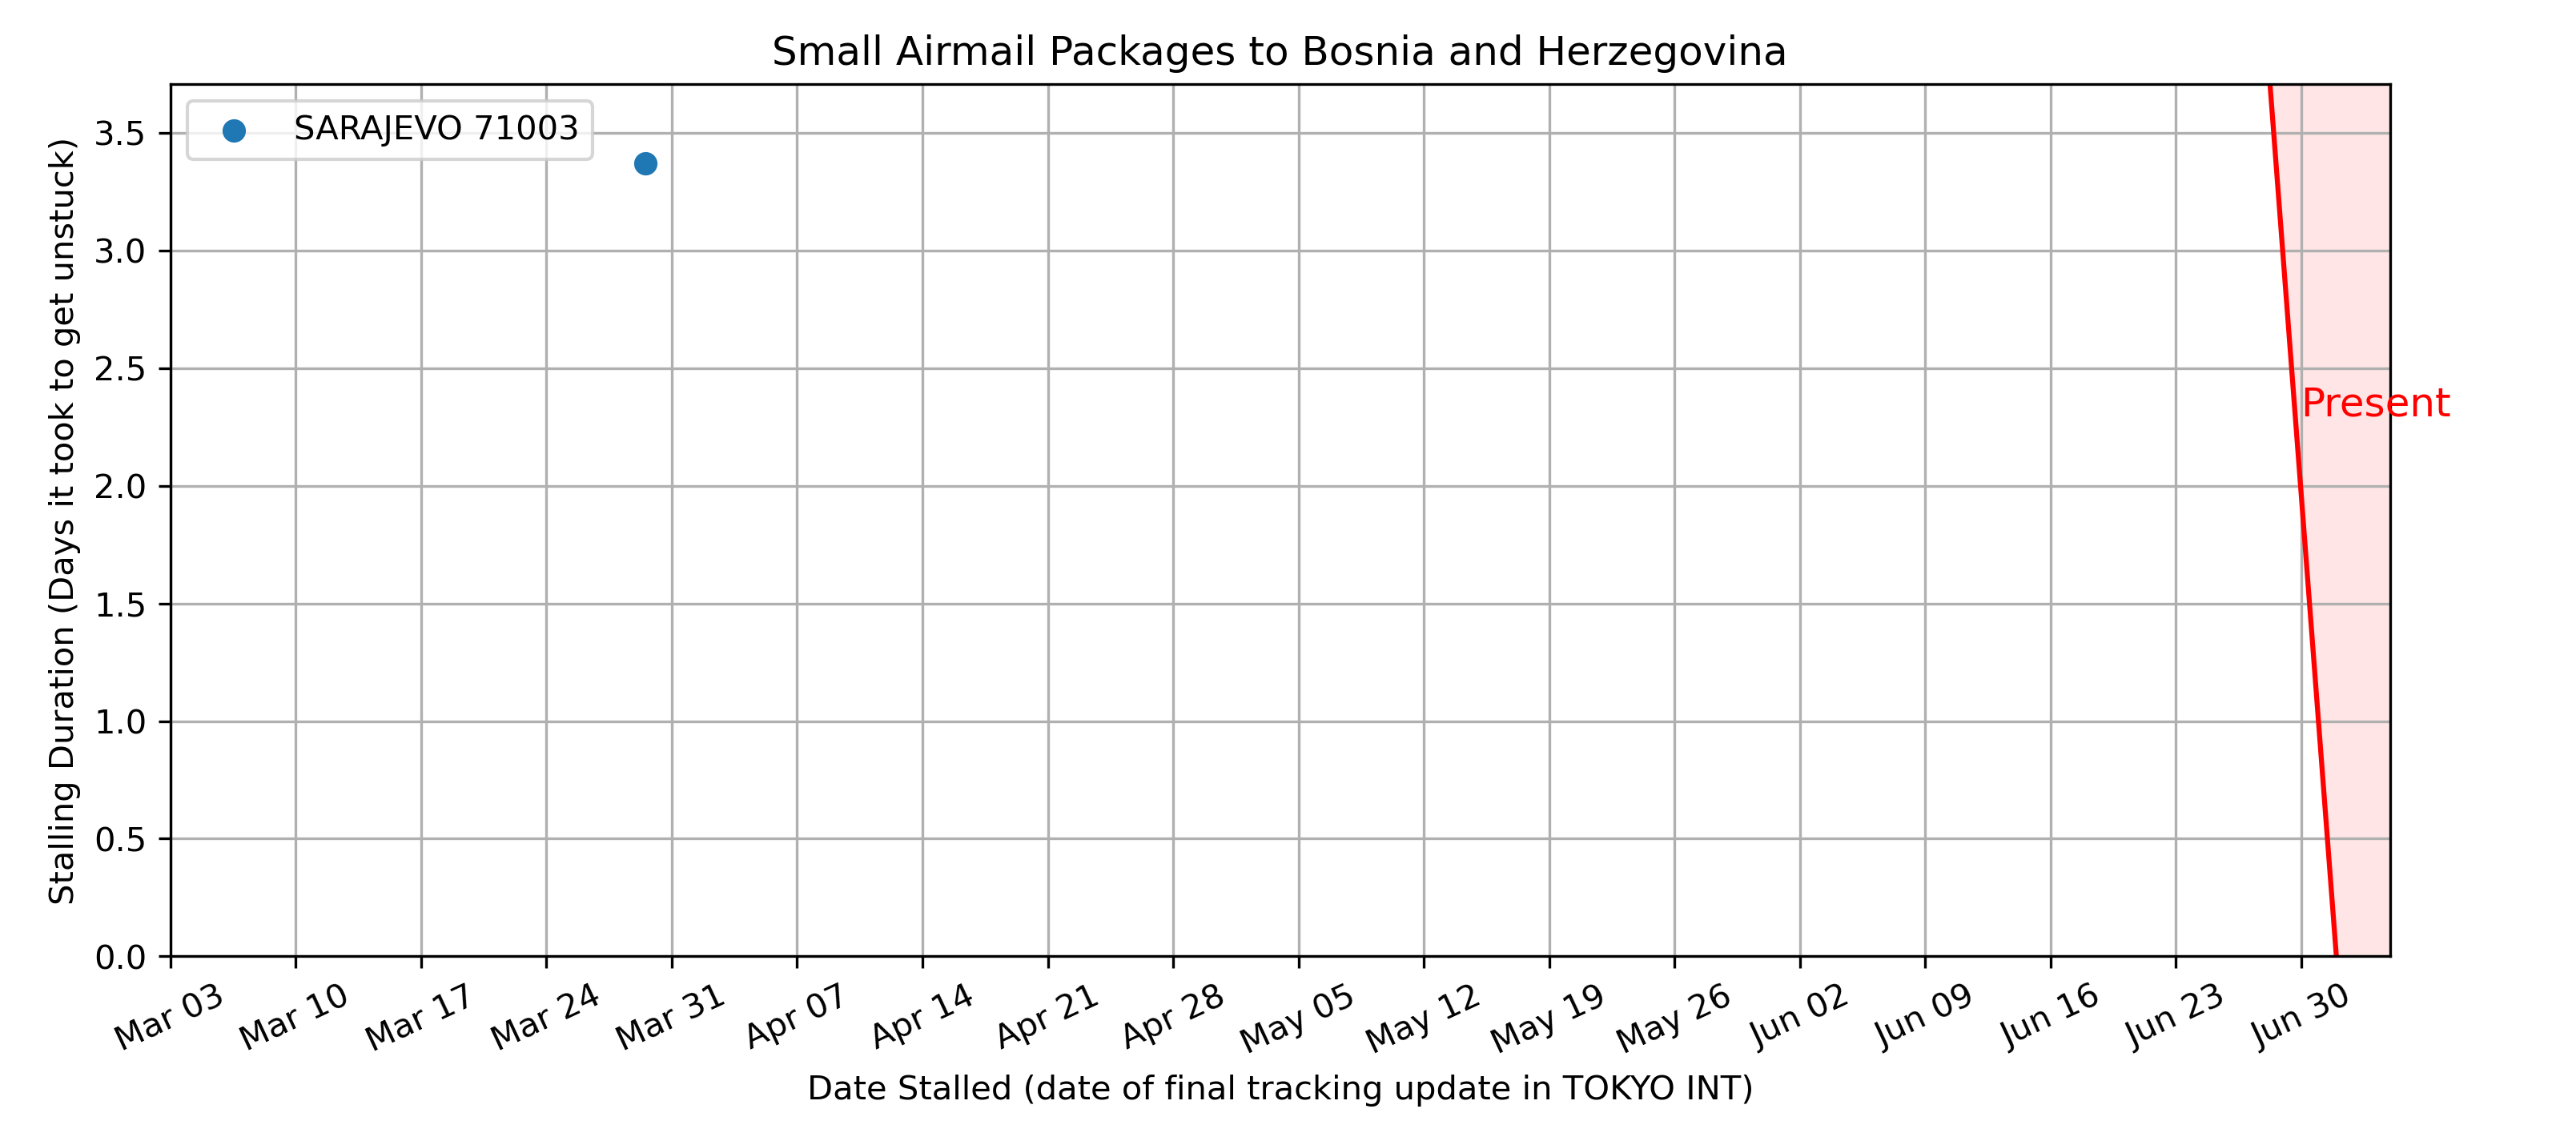 Small Airmail Packages to Bosnia and Herzegovina
SARAJEVO 71003
Stalling Duration (Days it took to get unstuck)
3.5
3.0
2.5
2.0
1.5
1.0
0.5
0.0
Present
Mar 03
Mar 10
Mar 17
Mar 24
Mar 31
Apr 07
Apr 14
Apr 21
Apr 28
May 05
May 12
May 19
May 26
Jun 02
Jun 09
Jun 16
Jun 23
Jun 30
Date Stalled (date of final tracking update in TOKYO INT)